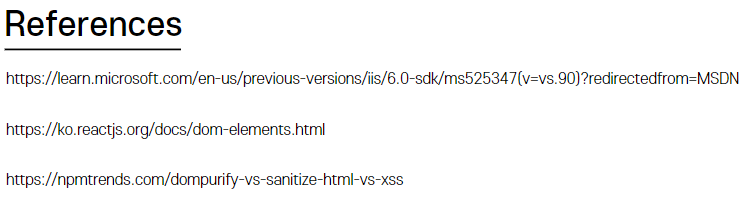 References
https://learn.microsoft.com/en-us/previous-versions/iis/6.0-sdk/ms525347(v=vs.90)?redirectedfrom=MSDN
https://ko.reactjs.org/docs/dom-elements.html
https://npmtrends.com/dompurify-vs-sanitize-html-vs-xss